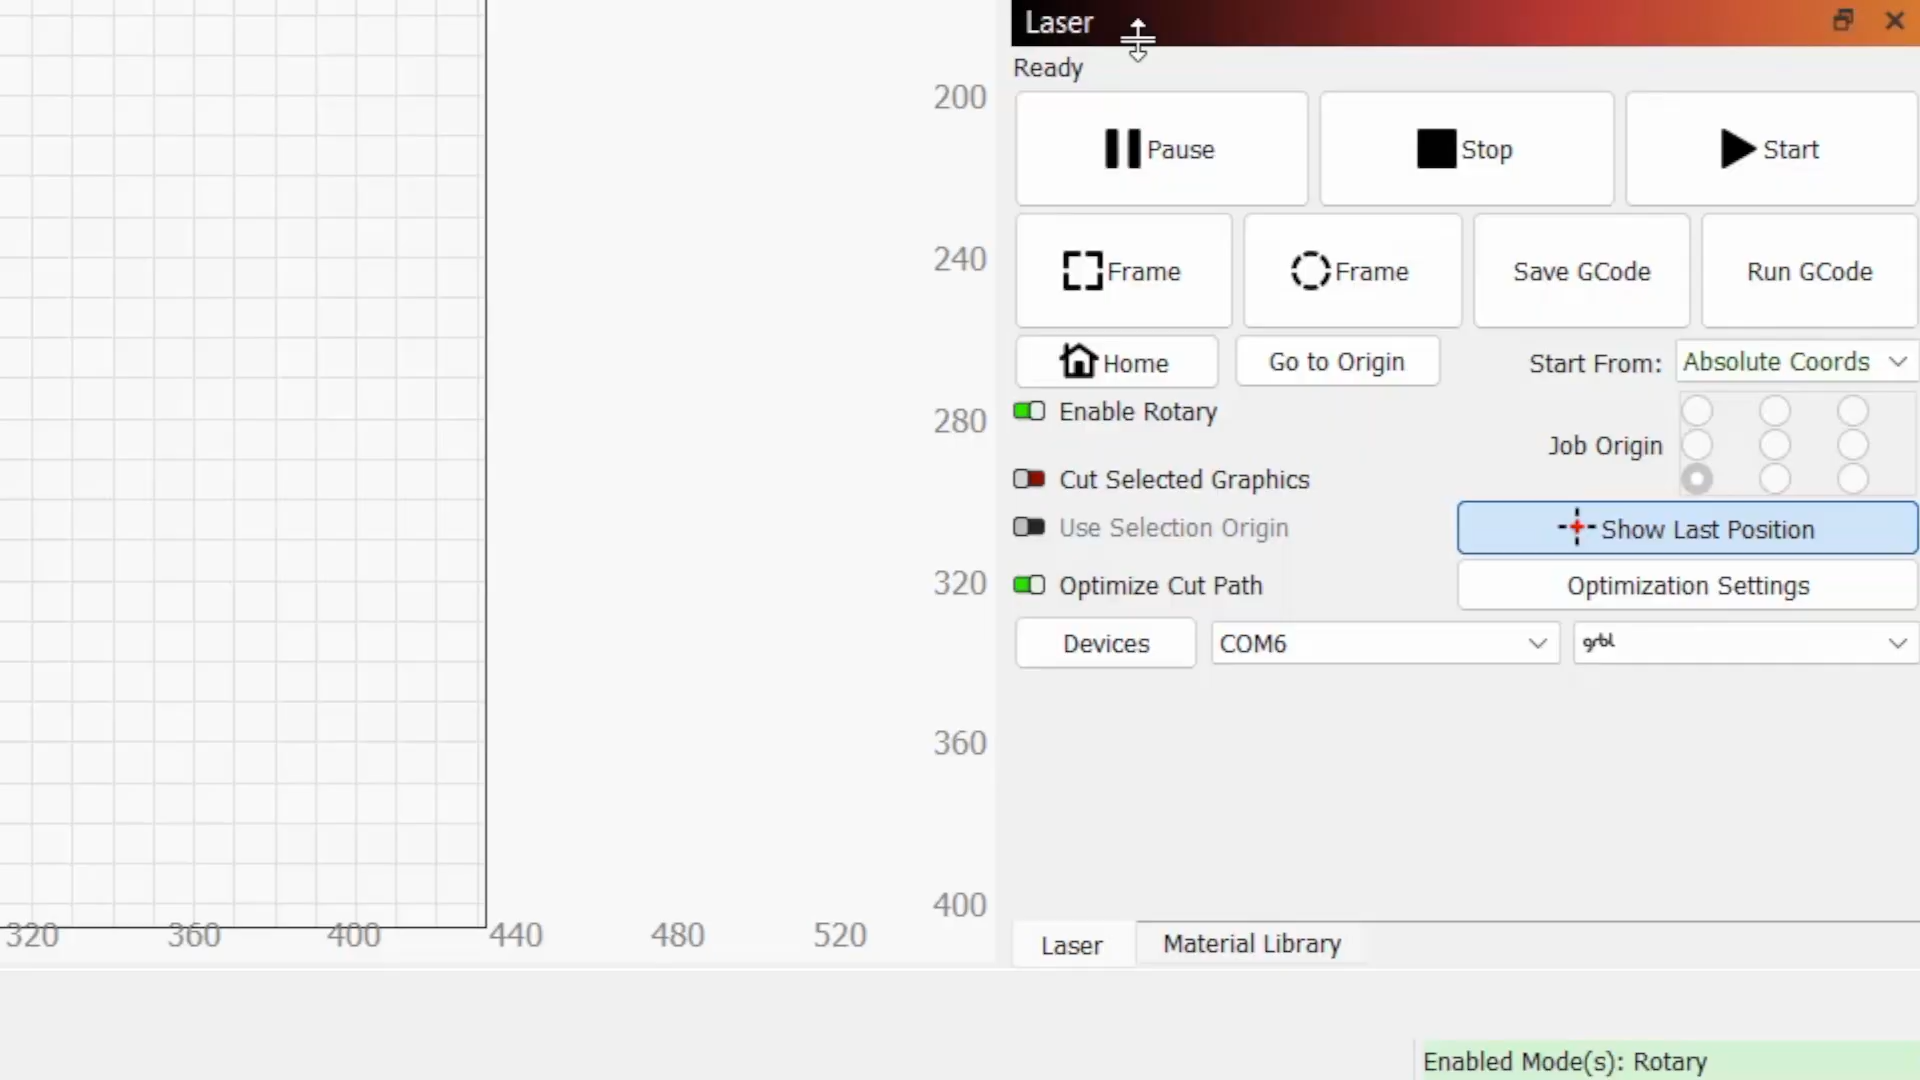 Laser
Ready
Pause
Stop
Start
Frame
Frame
Save GCode
Run GCode
Home
Go to Origin
Start From:
Absolute Coords
Enable Rotary
Job Origin
Cut Selected Graphics
Use Selection Origin
Show Last Position
Optimize Cut Path
Optimization Settings
Devices
COM6
grbl
200
240
280
320
360
400
320
360
400
440
480
520
Laser
Material Library
Enabled Mode(s): Rotary